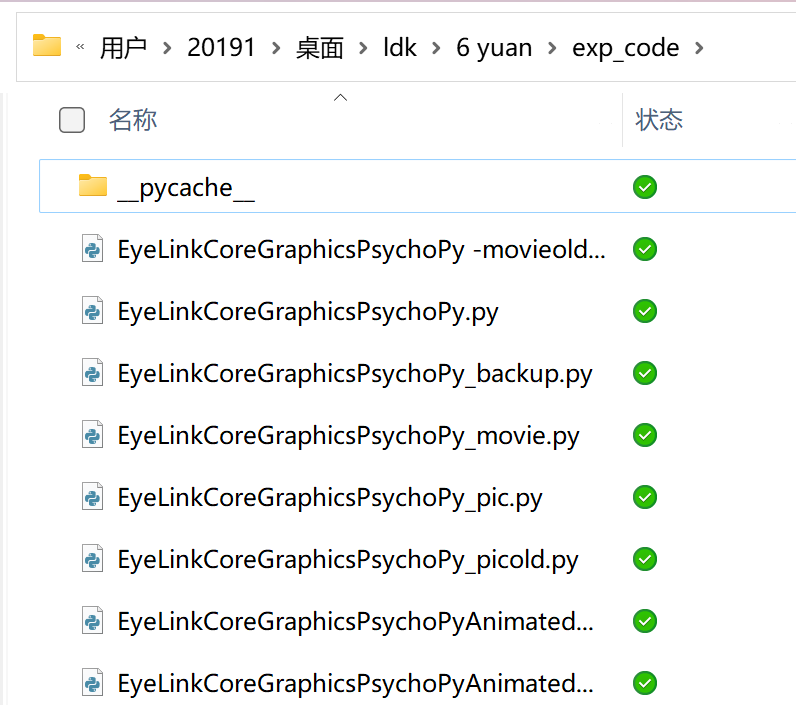 « 用户 > 20191 > 桌面 > ldk > 6 yuan > exp_code >
名称 状态
__pycache__
EyeLinkCoreGraphicsPsychoPy -movieold...
EyeLinkCoreGraphicsPsychoPy.py
EyeLinkCoreGraphicsPsychoPy_backup.py
EyeLinkCoreGraphicsPsychoPy_movie.py
EyeLinkCoreGraphicsPsychoPy_pic.py
EyeLinkCoreGraphicsPsychoPy_picold.py
EyeLinkCoreGraphicsPsychoPyAnimated...
EyeLinkCoreGraphicsPsychoPyAnimated...